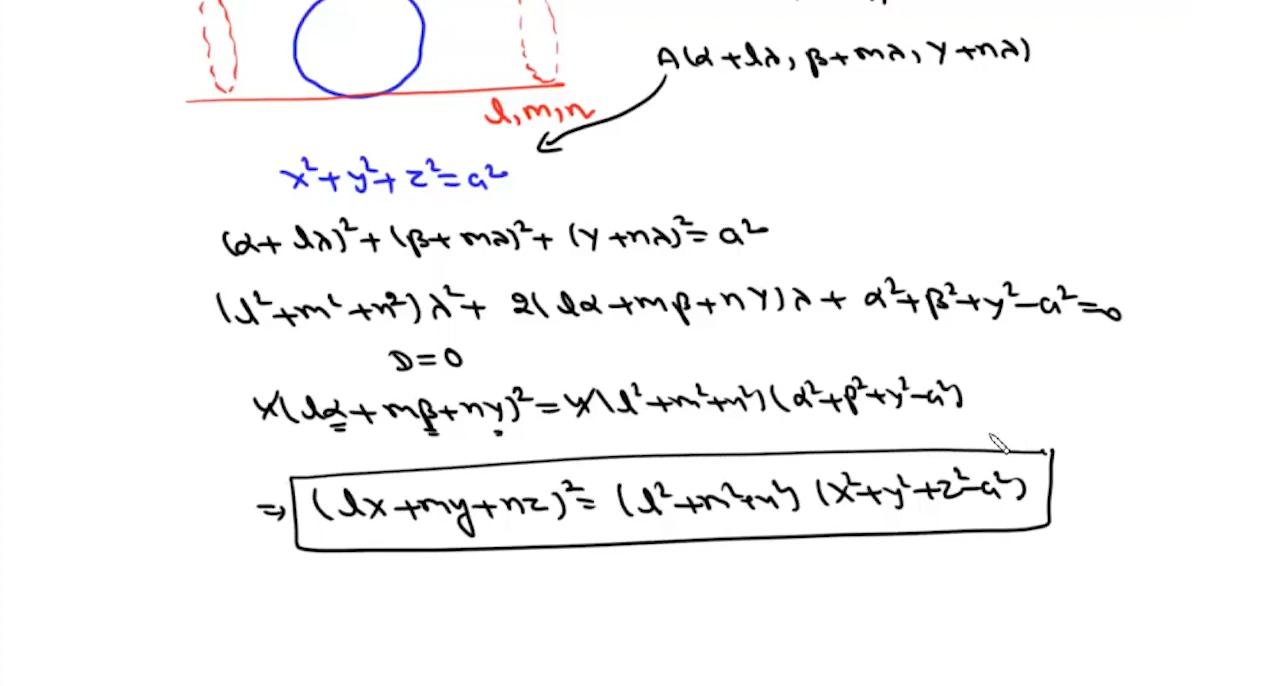 A(α+lλ, β+mλ, γ+nλ)
l, m, n
x²+y²+z²=a²
(α+lλ)²+(β+mλ)²+(γ+nλ)²=a²
(l²+m²+n²)λ²+2(lα+mβ+nγ)λ+α²+β²+γ²-a²=0
D=0
4(lα+mβ+nγ)²=4(l²+m²+n²)(α²+β²+γ²-a²)
⇒ (lx+my+nz)²=(l²+m²+n²)(x²+y²+z²-a²)